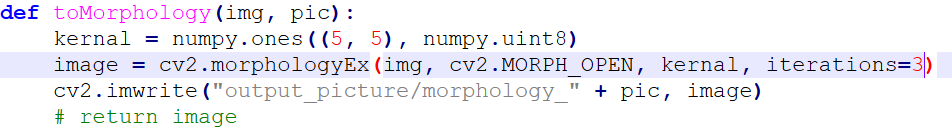 def toMorphology(img, pic):
    kernal = numpy.ones((5, 5), numpy.uint8)
    image = cv2.morphologyEx(img, cv2.MORPH_OPEN, kernal, iterations=3)
    cv2.imwrite("output_picture/morphology_" + pic, image)
    # return image